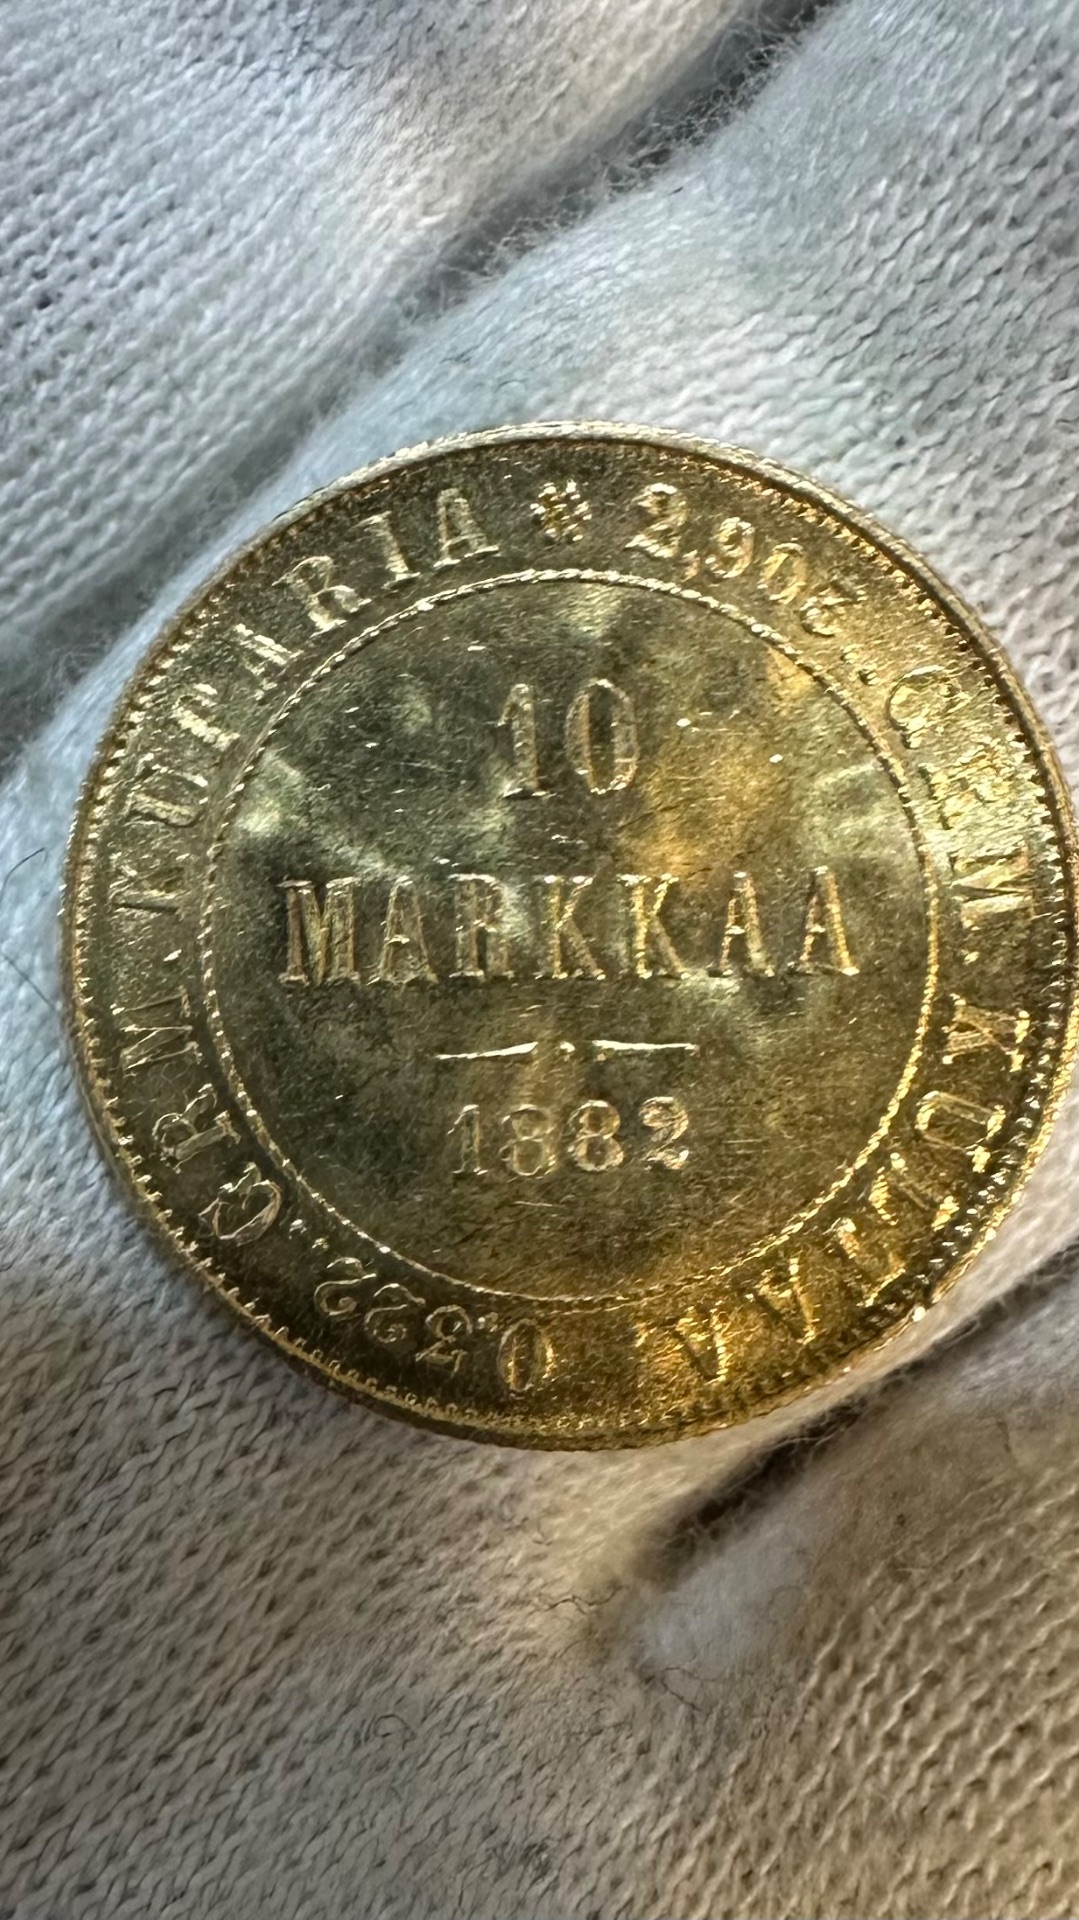 10
MARKKAA
1882
2,903. GRM. KULTAA. 0,322.. GRM. KUPARIA